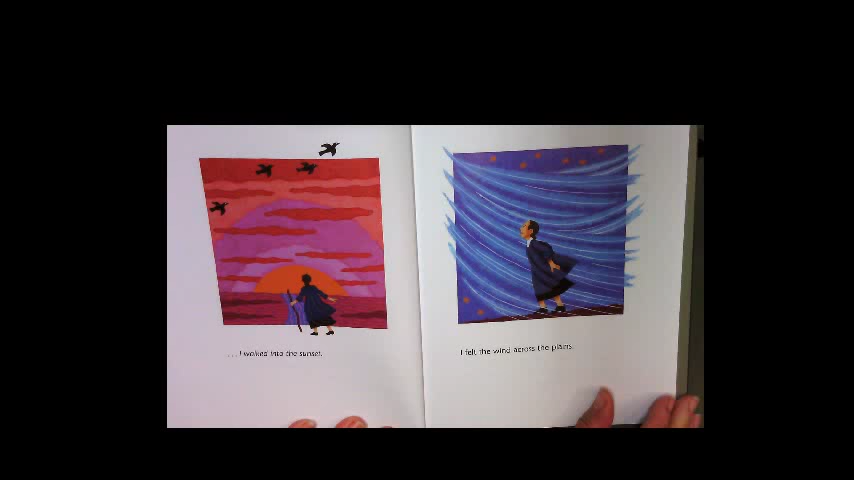 . . . I walked into the sunset.
I felt the wind across the plains.